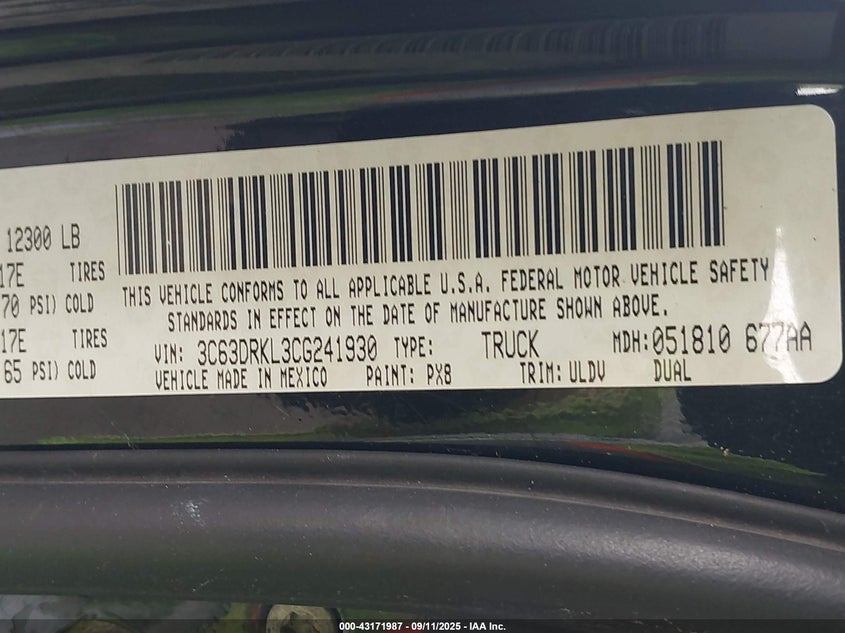 12300 LB
17E TIRES
70 PSI) COLD
17E TIRES
65 PSI) COLD
THIS VEHICLE CONFORMS TO ALL APPLICABLE U.S.A. FEDERAL MOTOR VEHICLE SAFETY
STANDARDS IN EFFECT ON THE DATE OF MANUFACTURE SHOWN ABOVE.
VIN: 3C63DRKL3CG241930 TYPE: TRUCK MDH: 051810 677AA
VEHICLE MADE IN MEXICO PAINT: PX8 TRIM: ULDV DUAL
000-43171987 - 09/11/2025 - IAA Inc.